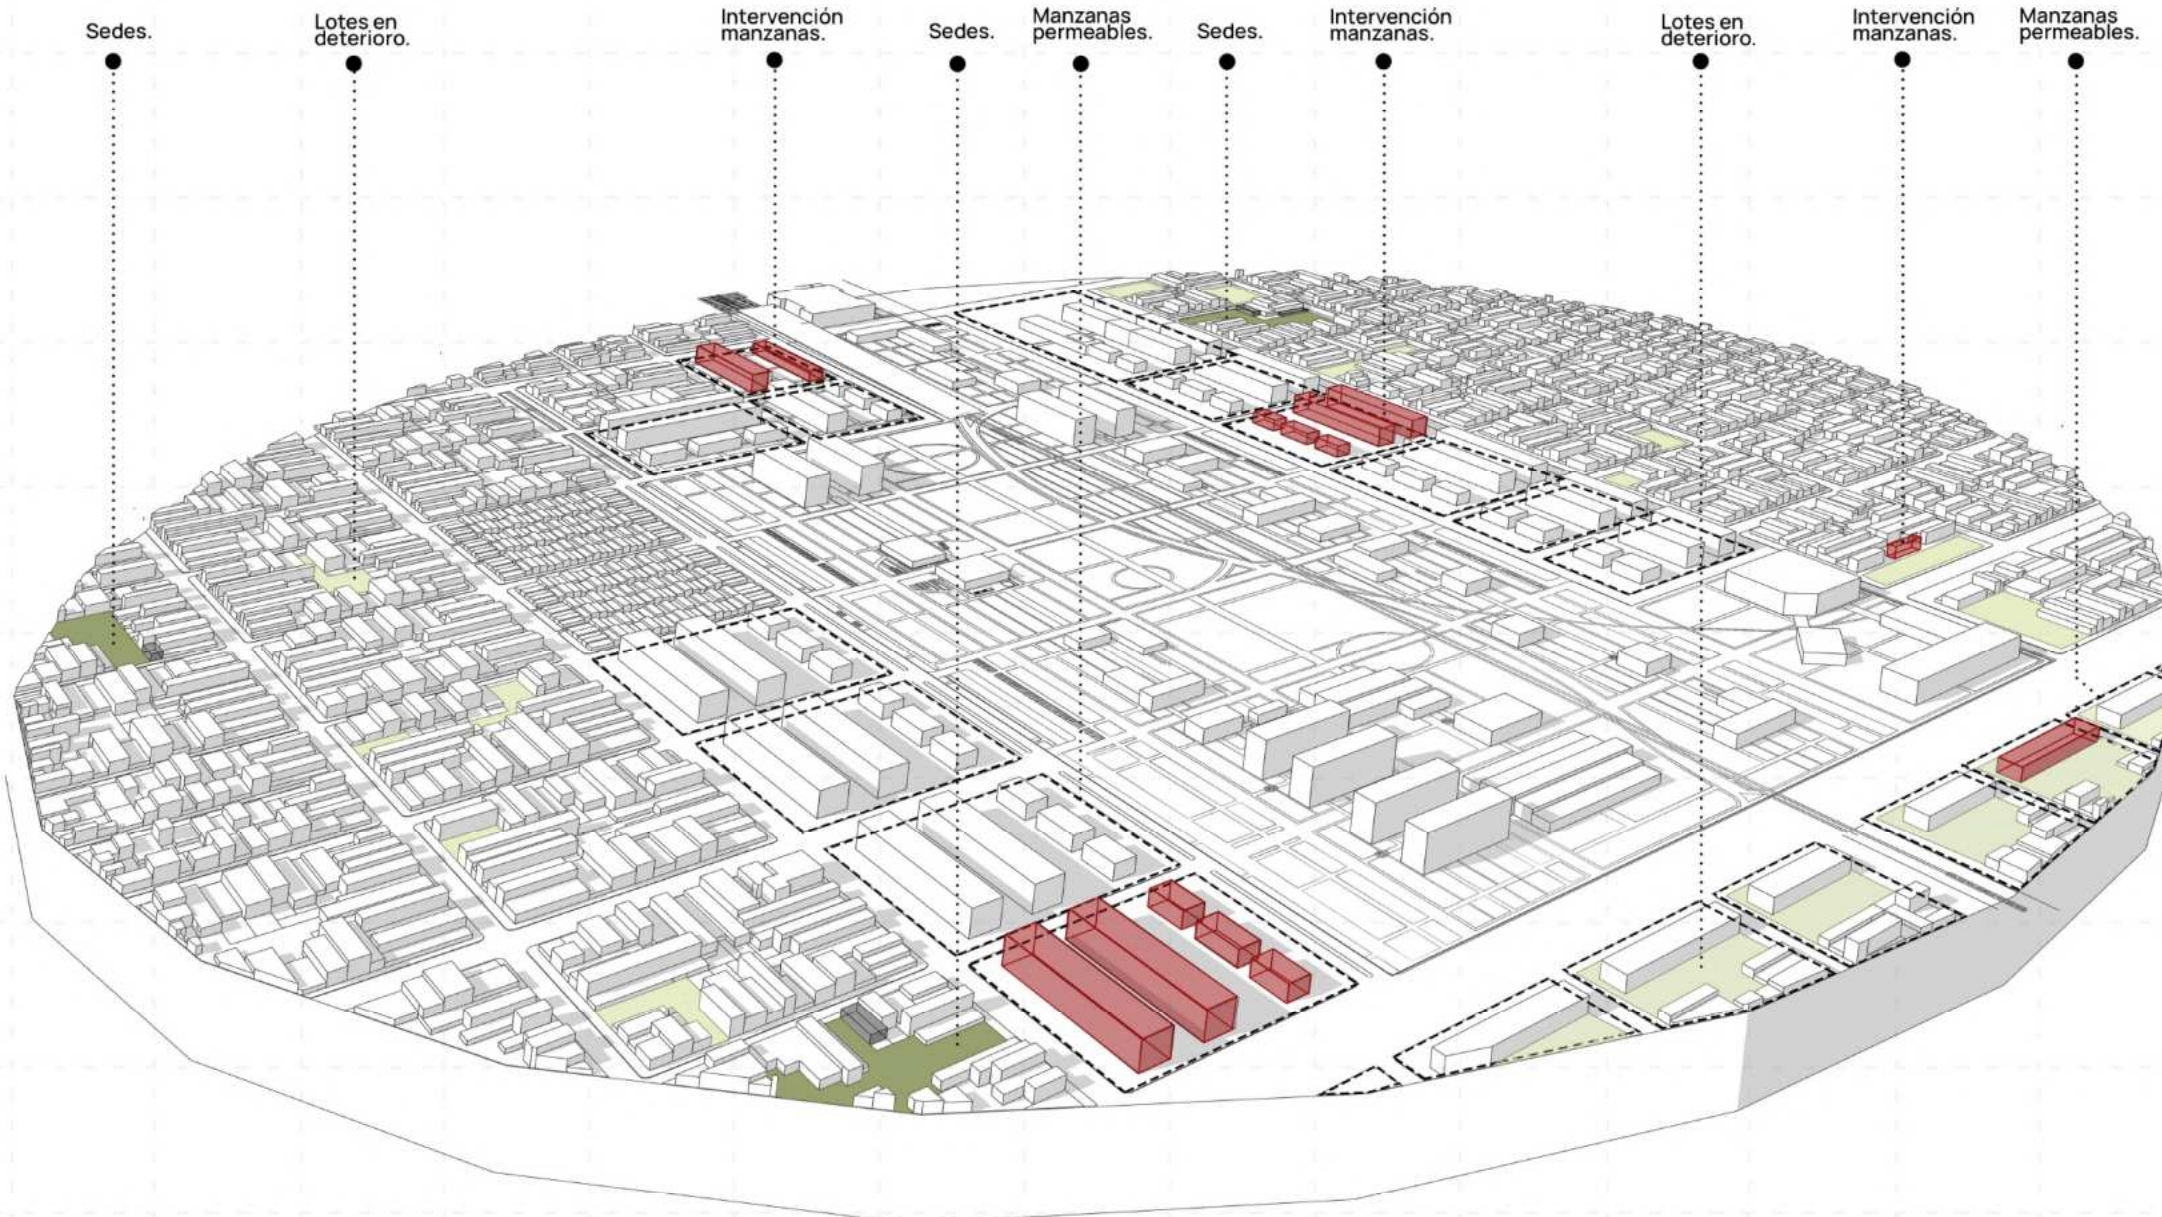 Sedes.
Lotes en
deterioro.
Intervención
manzanas.
Sedes.
Manzanas
permeables.
Sedes.
Intervención
manzanas.
Lotes en
deterioro.
Intervención
manzanas.
Manzanas
permeables.